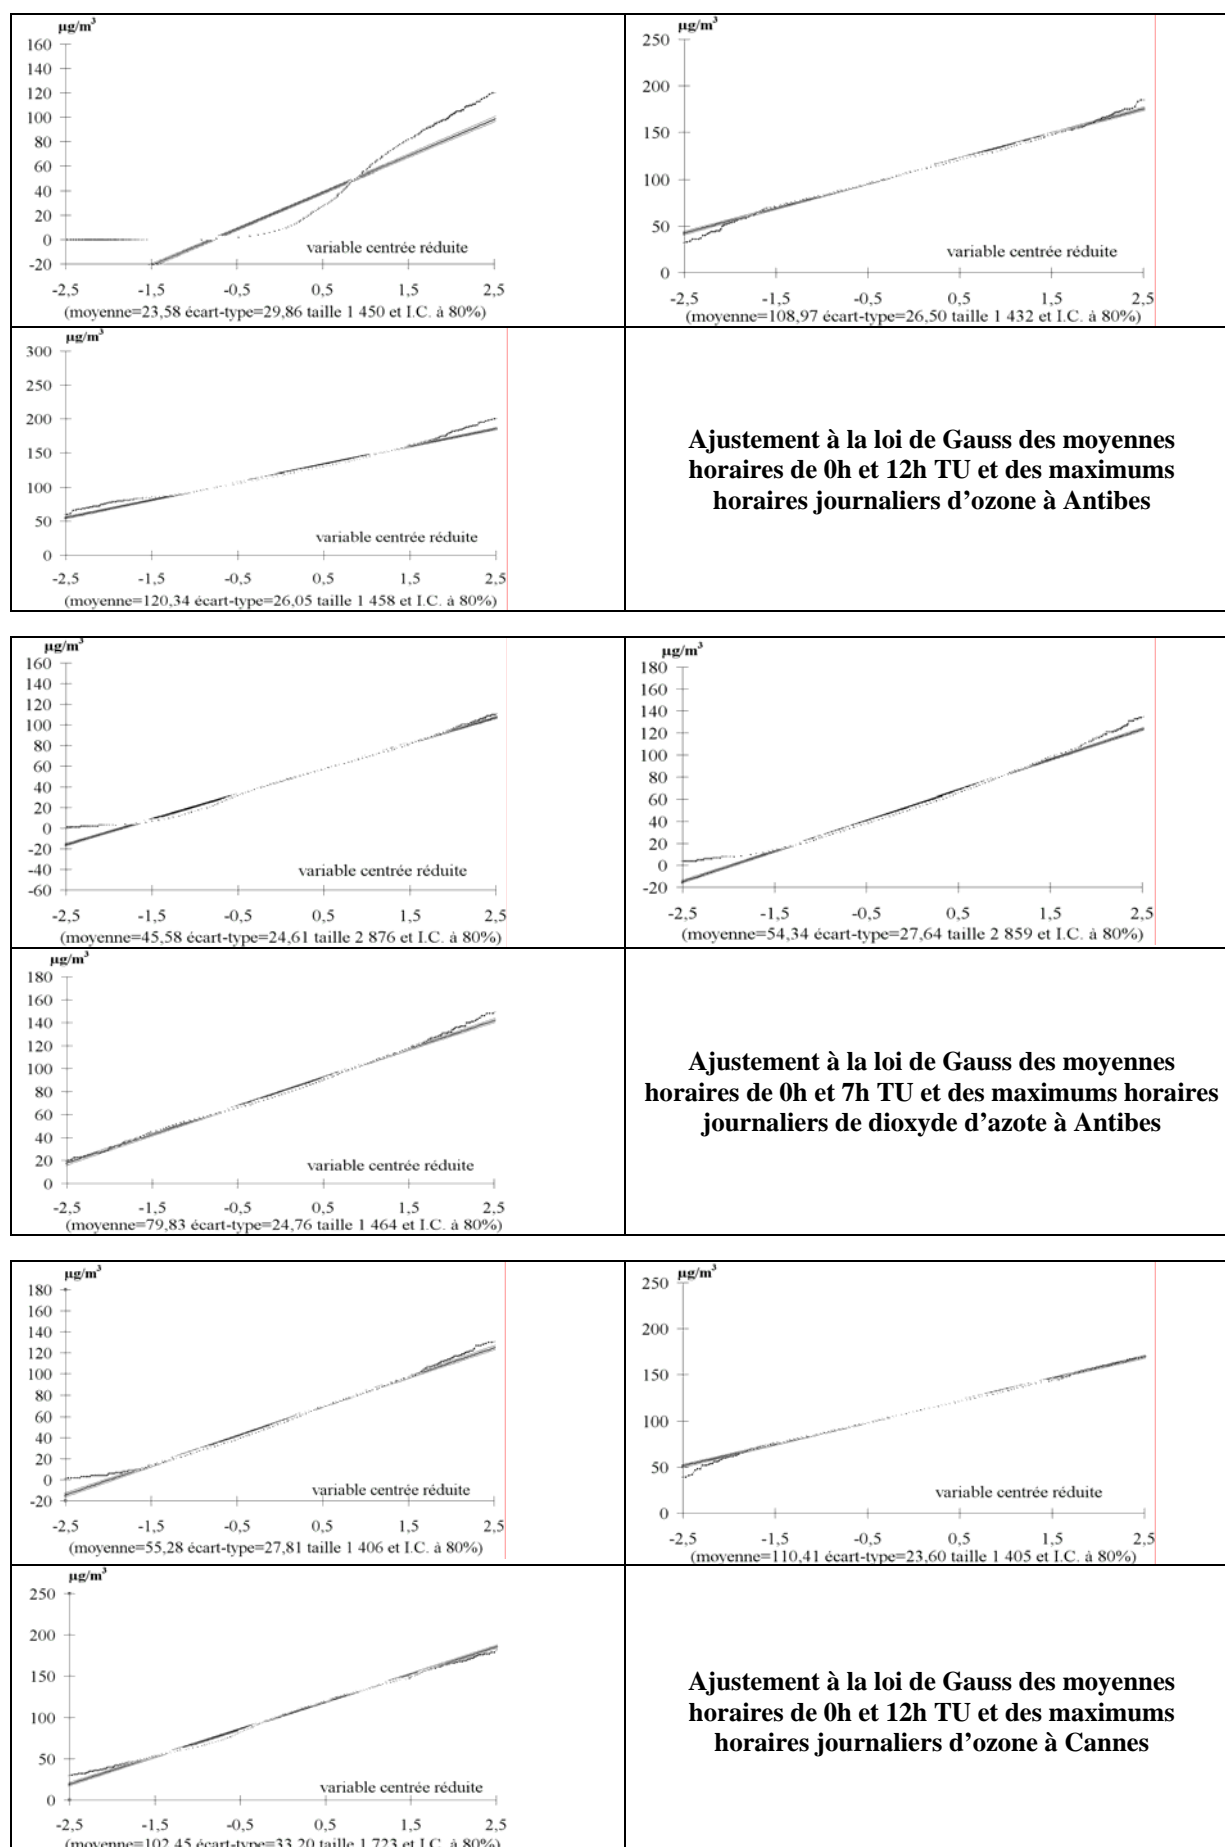 µg/m³
160
140
120
100
80
60
40
20
0
-20
variable centrée réduite
-2,5 -1,5 -0,5 0,5 1,5 2,5
(moyenne=23,58 écart-type=29,86 taille 1 450 et I.C. à 80%)
µg/m³
250
200
150
100
50
0
variable centrée réduite
-2,5 -1,5 -0,5 0,5 1,5 2,5
(moyenne=108,97 écart-type=26,50 taille 1 432 et I.C. à 80%)
µg/m³
300
250
200
150
100
50
0
variable centrée réduite
-2,5 -1,5 -0,5 0,5 1,5 2,5
(moyenne=120,34 écart-type=26,05 taille 1 458 et I.C. à 80%)
Ajustement à la loi de Gauss des moyennes
horaires de 0h et 12h TU et des maximums
horaires journaliers d’ozone à Antibes
µg/m³
160
140
120
100
80
60
40
20
0
-20
-40
-60
variable centrée réduite
-2,5 -1,5 -0,5 0,5 1,5 2,5
(moyenne=45,58 écart-type=24,61 taille 2 876 et I.C. à 80%)
µg/m³
180
160
140
120
100
80
60
40
20
0
-20
variable centrée réduite
-2,5 -1,5 -0,5 0,5 1,5 2,5
(moyenne=54,34 écart-type=27,64 taille 2 859 et I.C. à 80%)
µg/m³
180
160
140
120
100
80
60
40
20
0
variable centrée réduite
-2,5 -1,5 -0,5 0,5 1,5 2,5
(moyenne=79,83 écart-type=24,76 taille 1 464 et I.C. à 80%)
Ajustement à la loi de Gauss des moyennes
horaires de 0h et 7h TU et des maximums horaires
journaliers de dioxyde d’azote à Antibes
µg/m³
180
160
140
120
100
80
60
40
20
0
-20
variable centrée réduite
-2,5 -1,5 -0,5 0,5 1,5 2,5
(moyenne=55,28 écart-type=27,81 taille 1 406 et I.C. à 80%)
µg/m³
250
200
150
100
50
0
variable centrée réduite
-2,5 -1,5 -0,5 0,5 1,5 2,5
(moyenne=110,41 écart-type=23,60 taille 1 405 et I.C. à 80%)
µg/m³
250
200
150
100
50
0
variable centrée réduite
-2,5 -1,5 -0,5 0,5 1,5 2,5
(moyenne=102,45 écart-type=33,20 taille 1 723 et I.C. à 80%)
Ajustement à la loi de Gauss des moyennes
horaires de 0h et 12h TU et des maximums
horaires journaliers d’ozone à Cannes